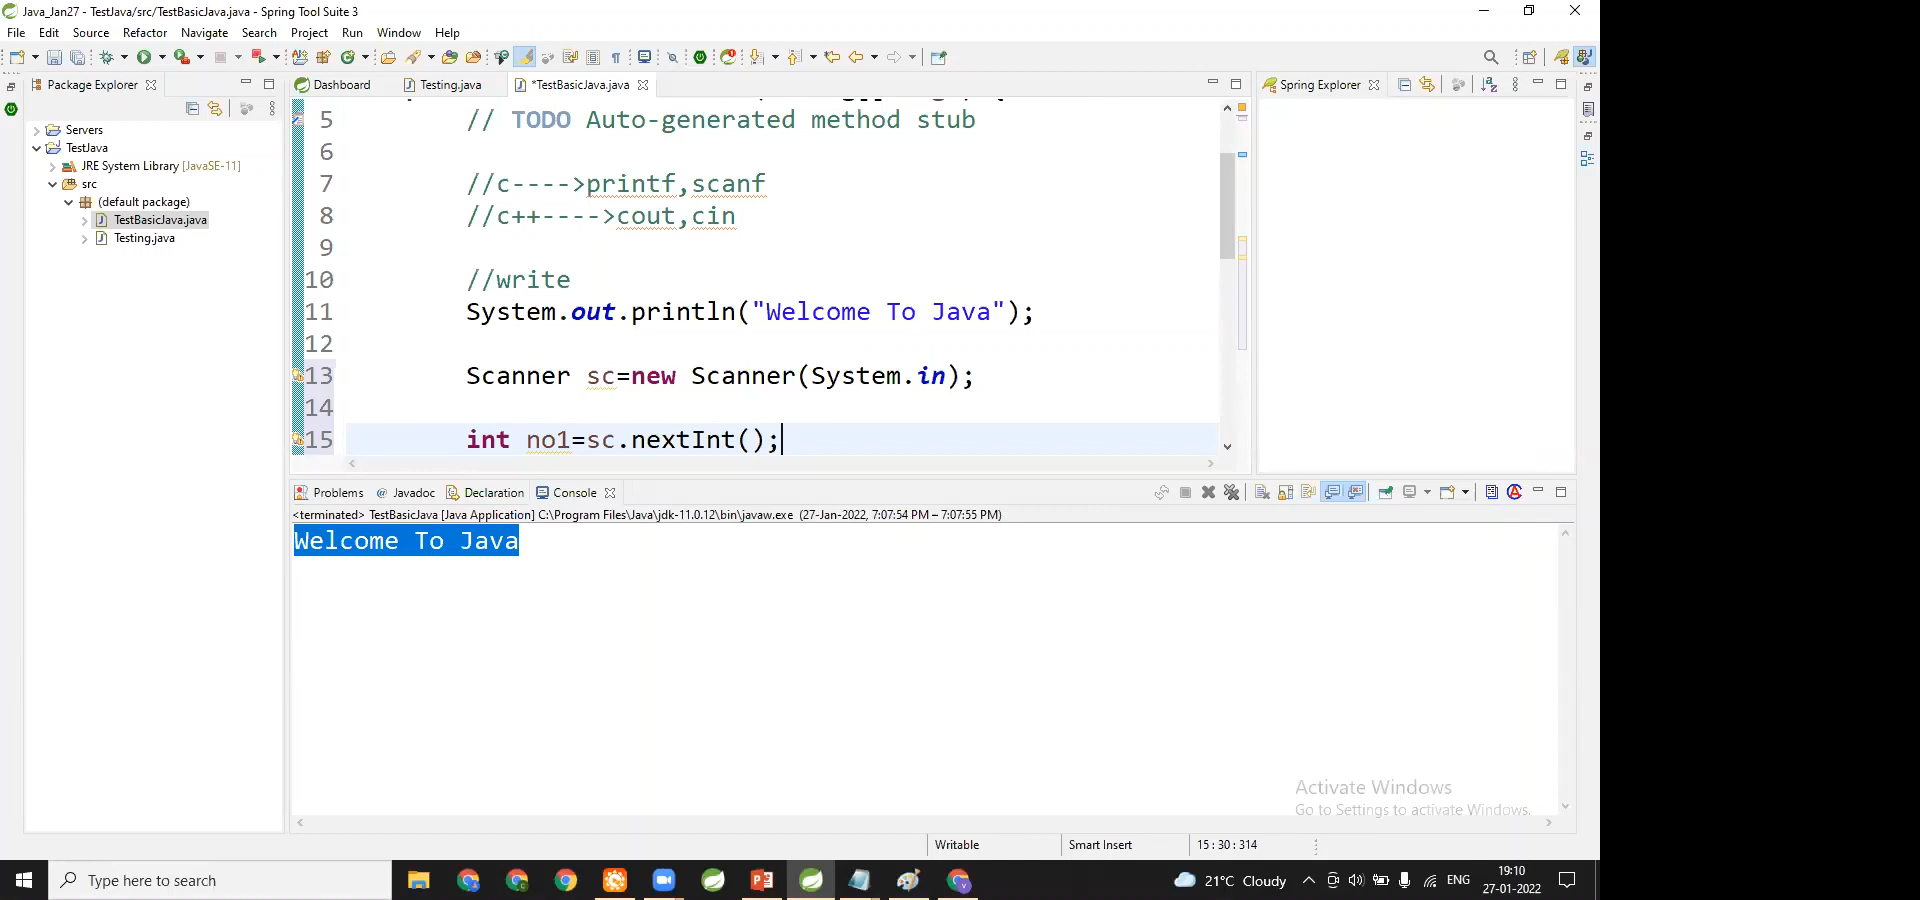 Java_Jan27 - TestJava/src/TestBasicJava.java - Spring Tool Suite 3
File Edit Source Refactor Navigate Search Project Run Window Help
Package Explorer
Dashboard
Testing.java
*TestBasicJava.java
Spring Explorer
Servers
TestJava
JRE System Library [JavaSE-11]
src
(default package)
TestBasicJava.java
Testing.java
5 // TODO Auto-generated method stub
6
7 //c---->printf,scanf
8 //c++---->cout,cin
9
10 //write
11 System.out.println("Welcome To Java");
12
13 Scanner sc=new Scanner(System.in);
14
15 int no1=sc.nextInt();
Problems @ Javadoc Declaration Console
<terminated> TestBasicJava [Java Application] C:\Program Files\Java\jdk-11.0.12\bin\javaw.exe (27-Jan-2022, 7:07:54 PM – 7:07:55 PM)
Welcome To Java
Activate Windows
Go to Settings to activate Windows.
Writable
Smart Insert
15 : 30 : 314
Type here to search
21°C Cloudy
ENG
19:10
27-01-2022